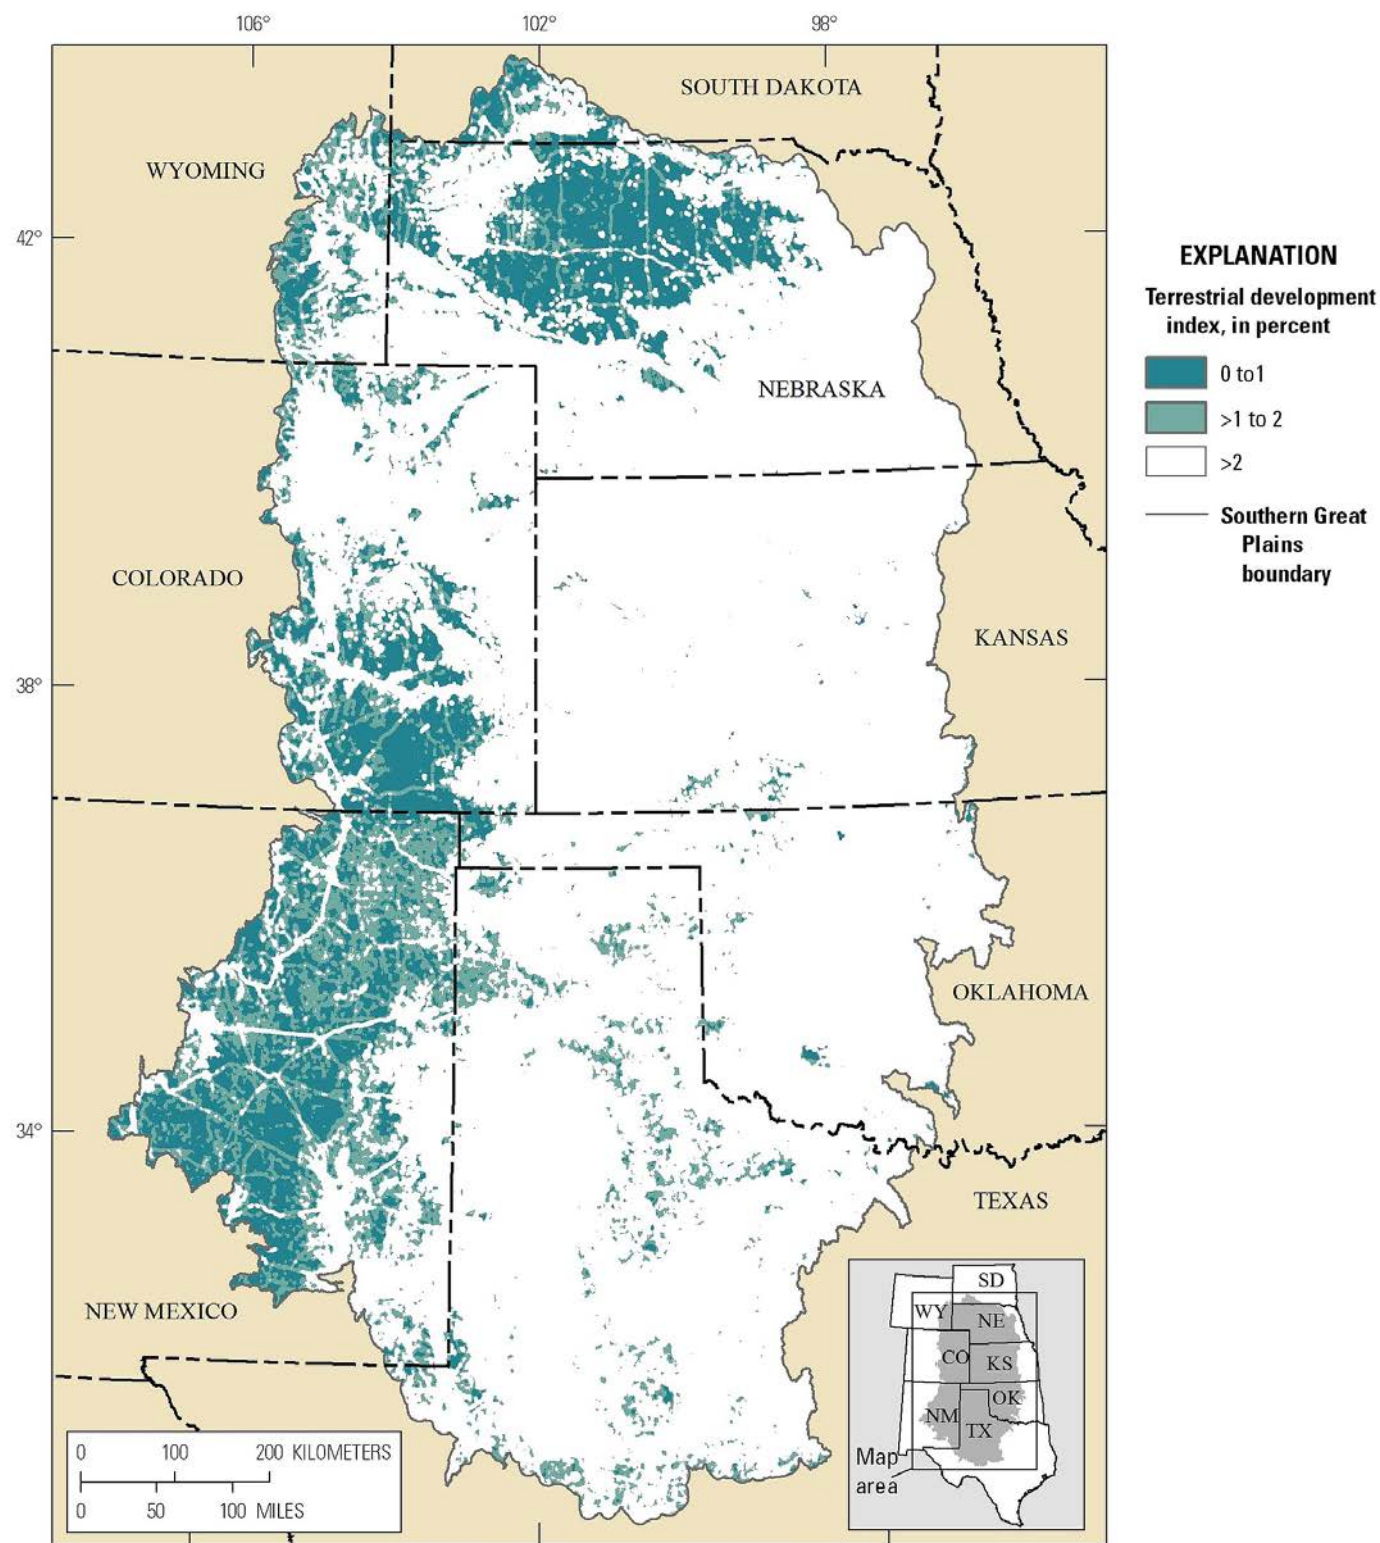 106°
102°
98°
SOUTH DAKOTA
WYOMING
42°
NEBRASKA
COLORADO
KANSAS
38°
OKLAHOMA
34°
TEXAS
NEW MEXICO
EXPLANATION
Terrestrial development
index, in percent
0 to1
>1 to 2
>2
Southern Great
Plains
boundary
0 100 200 KILOMETERS
0 50 100 MILES
SD
WY
NE
CO
KS
OK
NM
TX
Map
area